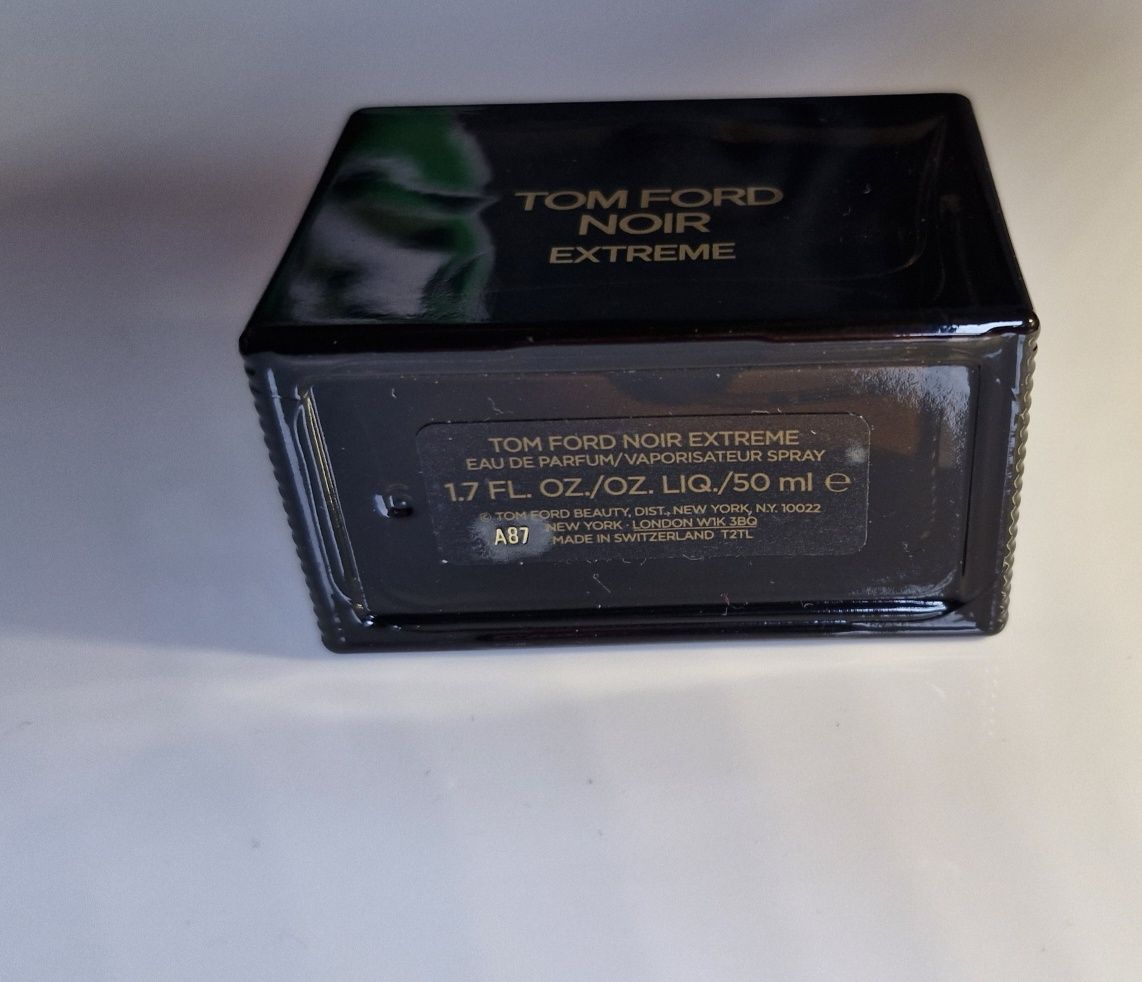 TOM FORD
NOIR
EXTREME
TOM FORD NOIR EXTREME
EAU DE PARFUM/VAPORISATEUR SPRAY
1.7 FL. OZ./OZ. LIQ./50 ml ℮
© TOM FORD BEAUTY, DIST., NEW YORK, N.Y. 10022
NEW YORK · LONDON W1K 3BQ
A87 MADE IN SWITZERLAND T2TL